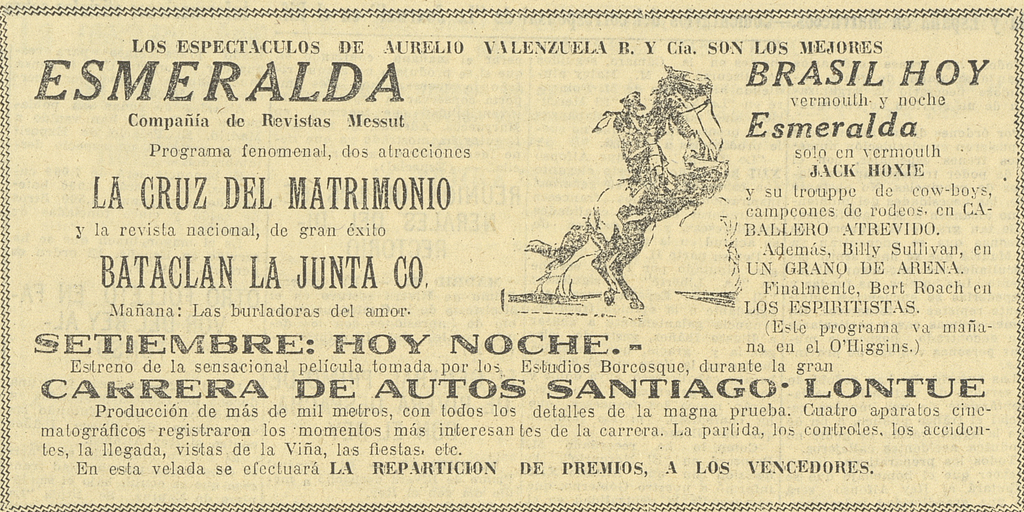 LOS ESPECTACULOS DE AURELIO VALENZUELA B. Y Cía. SON LOS MEJORES
ESMERALDA
Compañía de Revistas Messut
Programa fenomenal, dos atracciones
LA CRUZ DEL MATRIMONIO
y la revista nacional, de gran éxito
BATACLAN LA JUNTA CO.
Mañana: Las burladoras del amor.
BRASIL HOY
vermouth y noche
Esmeralda
solo en vermouth
JACK HOXIE
y su trouppe de cow-boys,
campeones de rodeos, en CA-
BALLERO ATREVIDO.
Además, Billy Sullivan, en
UN GRANO DE ARENA.
Finalmente, Bert Roach en
LOS ESPIRITISTAS.
(Este programa va maña-
na en el O'Higgins.)
SETIEMBRE: HOY NOCHE.-
Estreno de la sensacional película tomada por los Estudios Borcosque, durante la gran
CARRERA DE AUTOS SANTIAGO· LONTUE
Producción de más de mil metros, con todos los detalles de la magna prueba. Cuatro aparatos cine-
matográficos registraron los momentos más interesantes de la carrera. La partida, los controles, los acciden-
tes, la llegada, vistas de la Viña, las fiestas, etc.
En esta velada se efectuará LA REPARTICION DE PREMIOS, A LOS VENCEDORES.